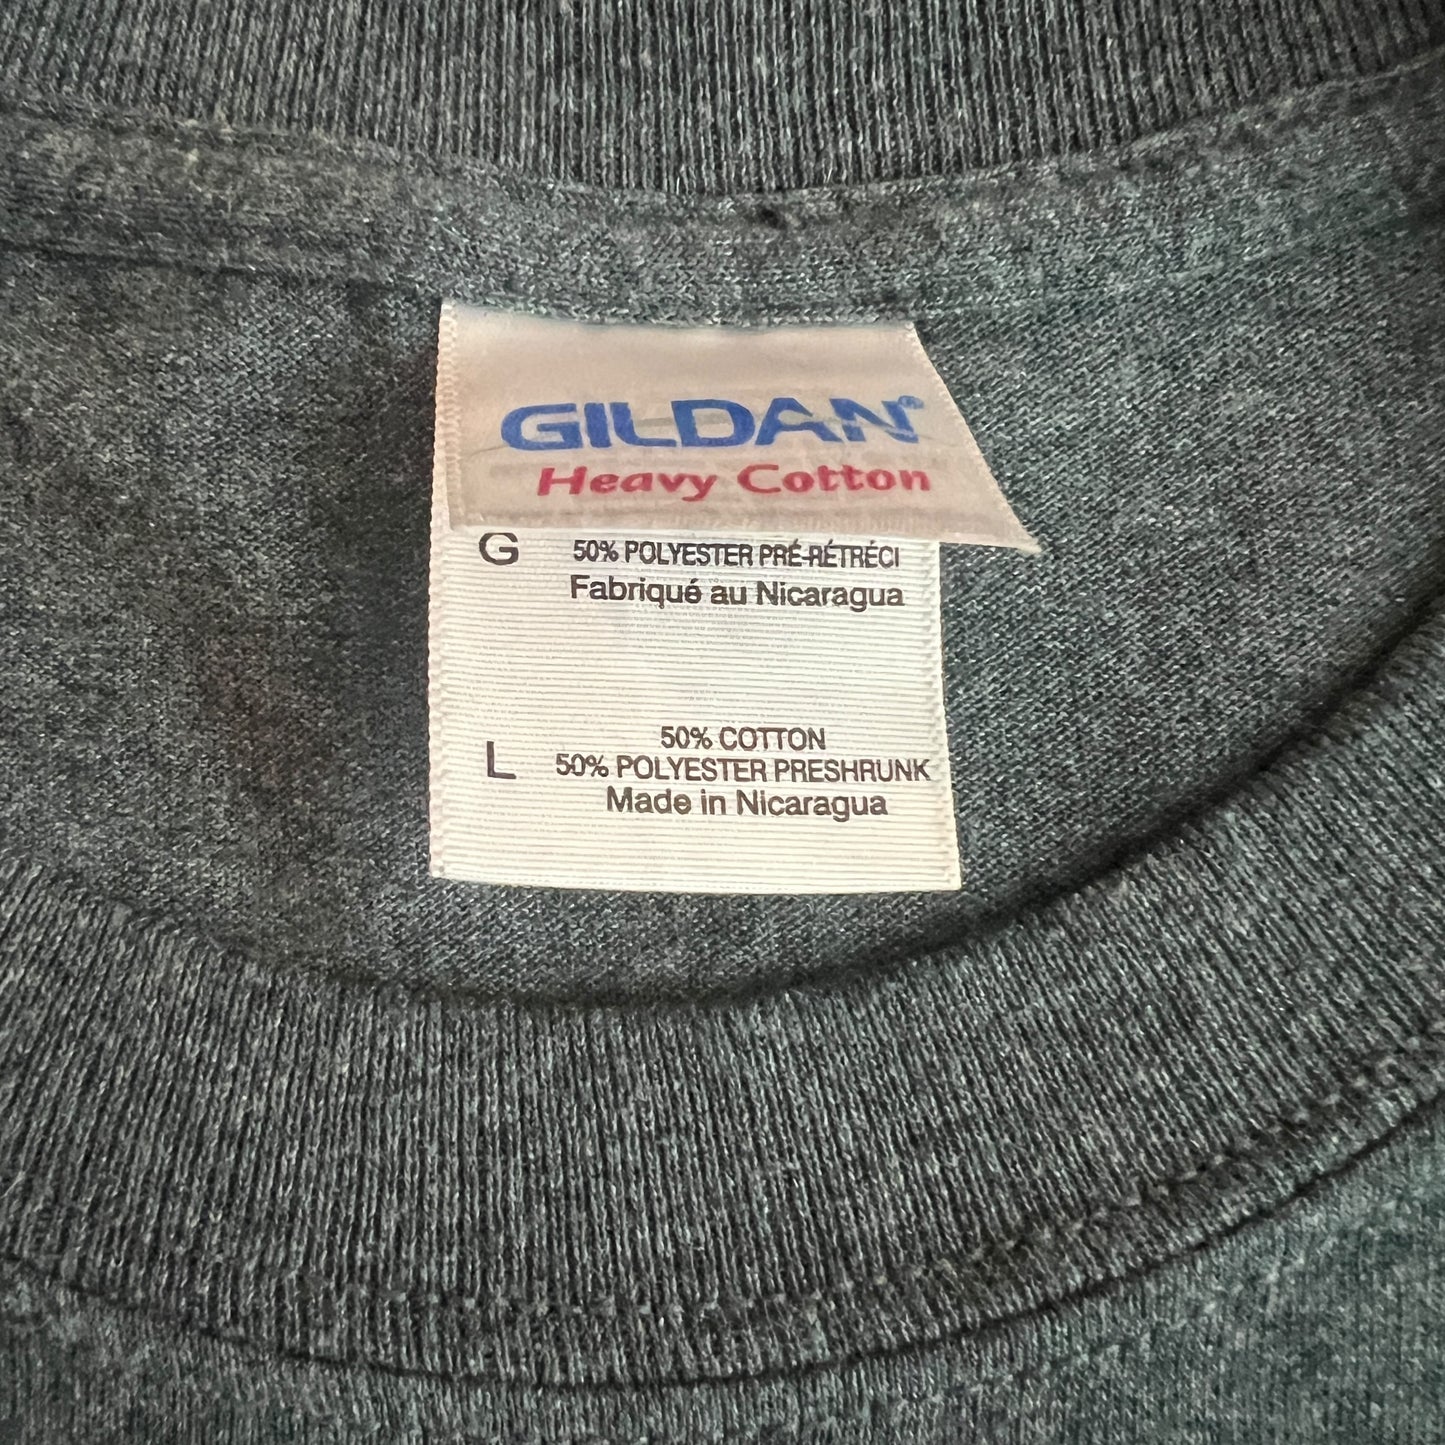 GILDAN®
Heavy Cotton
G 50% POLYESTER PRÉ-RÉTRÉCI
Fabriqué au Nicaragua
50% COTTON
L 50% POLYESTER PRESHRUNK
Made in Nicaragua